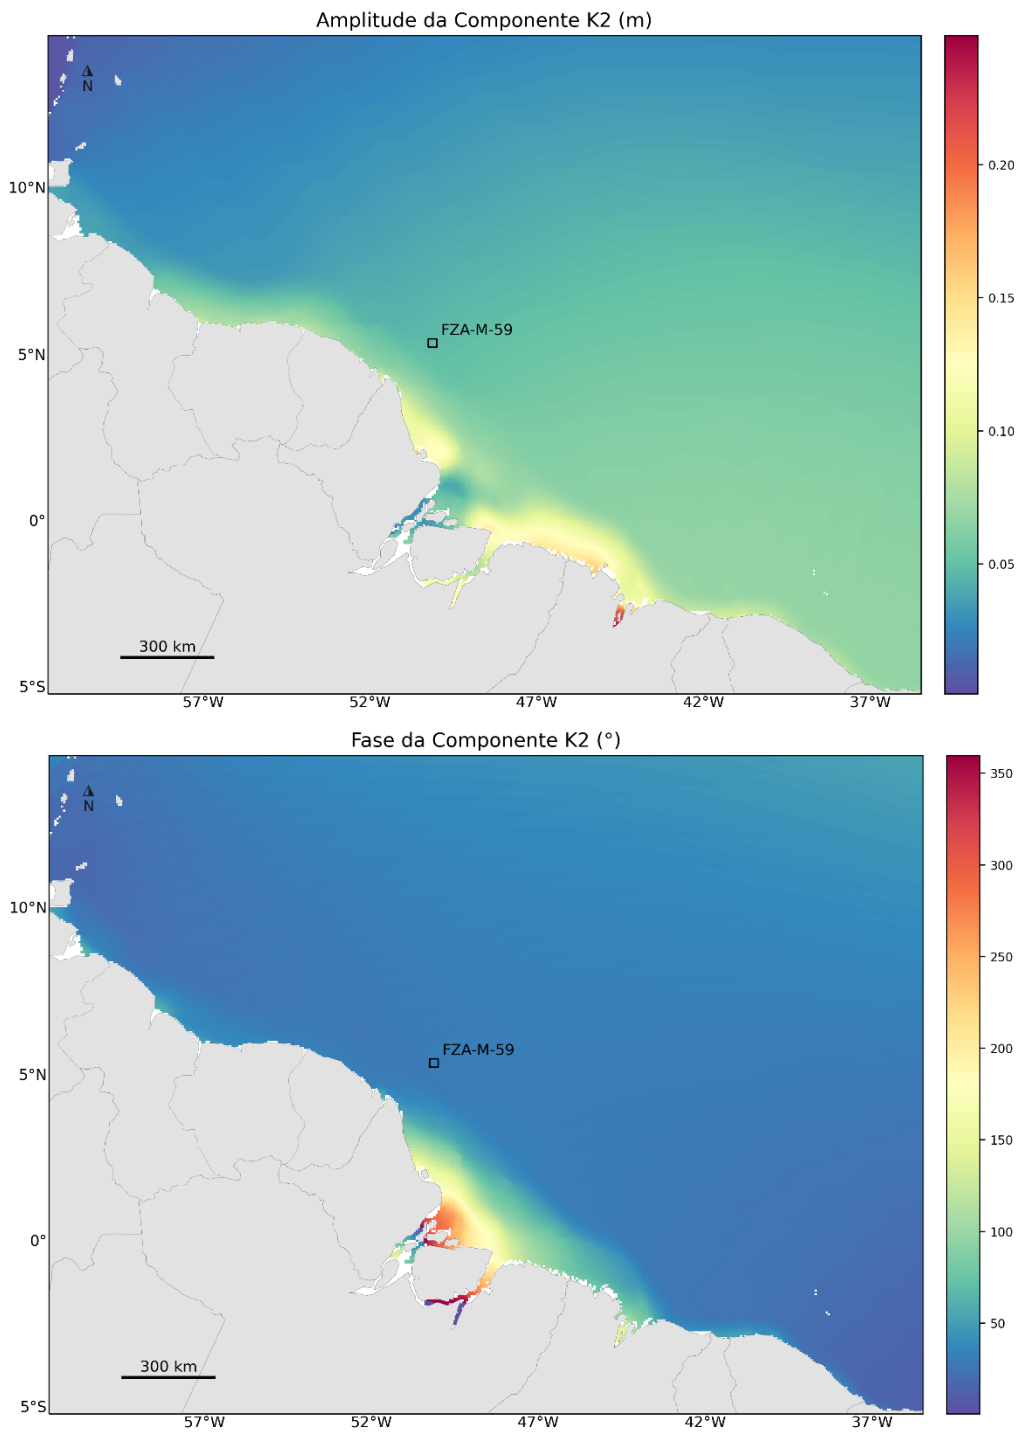 Amplitude da Componente K2 (m)
N
10°N
5°N
0°
5°S
FZA-M-59
300 km
57°W 52°W 47°W 42°W 37°W
0.20
0.15
0.10
0.05
Fase da Componente K2 (°)
N
10°N
5°N
0°
5°S
FZA-M-59
300 km
57°W 52°W 47°W 42°W 37°W
350
300
250
200
150
100
50